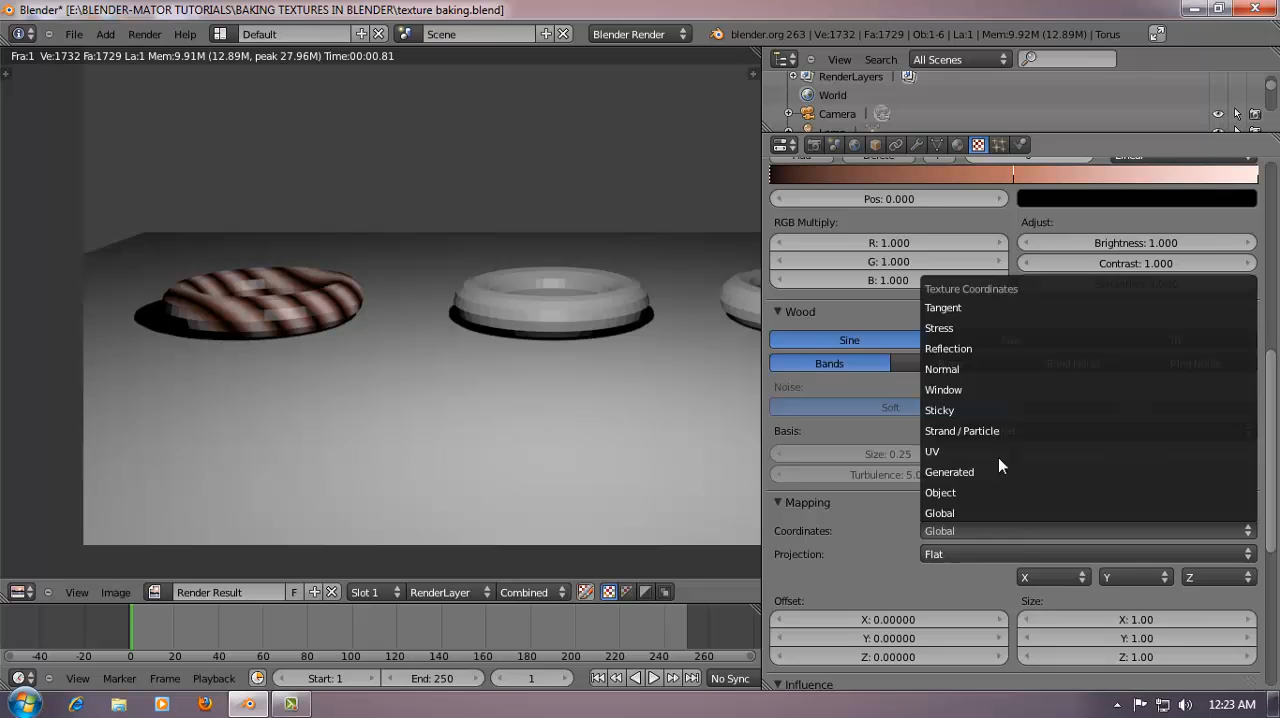 Blender* [E:\BLENDER-MATOR TUTORIALS\BAKING TEXTURES IN BLENDER\texture baking.blend]
File Add Render Help Default Scene Blender Render blender.org 263 | Ve:1732 | Fa:1729 | Ob:1-6 | La:1 | Mem:9.92M (12.89M) | Torus
Fra:1 Ve:1732 Fa:1729 La:1 Mem:9.91M (12.89M, peak 27.96M) Time:00:00.81
View Search All Scenes
RenderLayers
World
Camera
Pos: 0.000
RGB Multiply: Adjust:
R: 1.000 Brightness: 1.000
G: 1.000 Contrast: 1.000
B: 1.000
Texture Coordinates
Tangent
Stress
Reflection
Normal
Window
Sticky
Strand / Particle
UV
Generated
Object
Global
Wood
Sine
Bands
Noise:
Soft
Basis:
Size: 0.25
Turbulence: 5.0
Mapping
Coordinates: Global
Projection: Flat
X Y Z
Offset: Size:
X: 0.00000 X: 1.00
Y: 0.00000 Y: 1.00
Z: 0.00000 Z: 1.00
Influence
View Image Render Result F Slot 1 RenderLayer Combined
-40 -20 0 20 40 60 80 100 120 140 160 180 200 220 240 260
View Marker Frame Playback Start: 1 End: 250 1 No Sync
12:23 AM